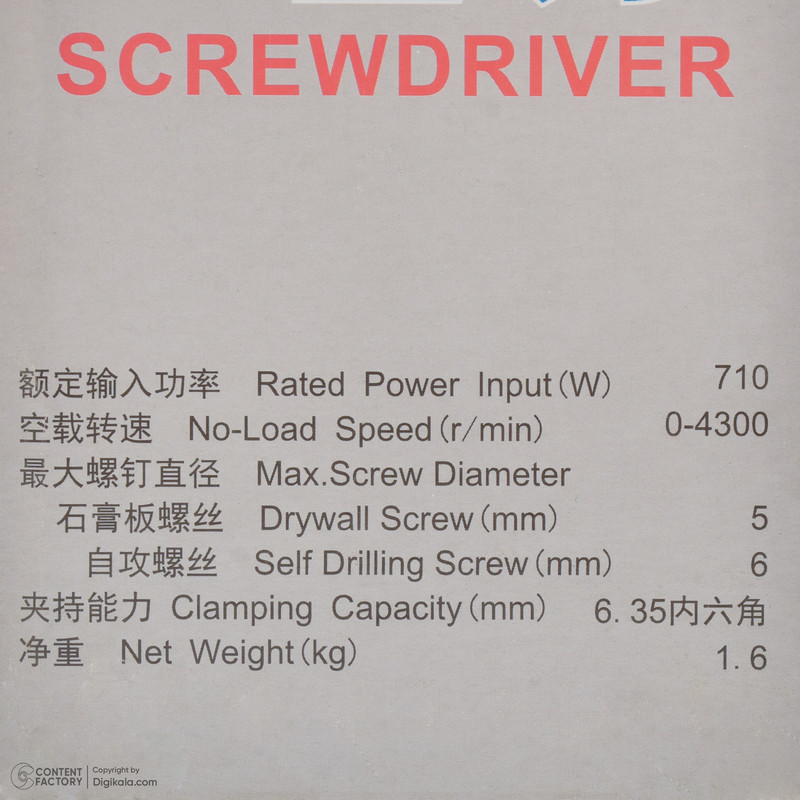 SCREWDRIVER
额定输入功率 Rated Power Input(W) 710
空载转速 No-Load Speed(r/min) 0-4300
最大螺钉直径 Max.Screw Diameter
石膏板螺丝 Drywall Screw(mm) 5
自攻螺丝 Self Drilling Screw(mm) 6
夹持能力 Clamping Capacity(mm) 6.35内六角
净重 Net Weight(kg) 1.6
CONTENT FACTORY
Copyright by
Digikala.com